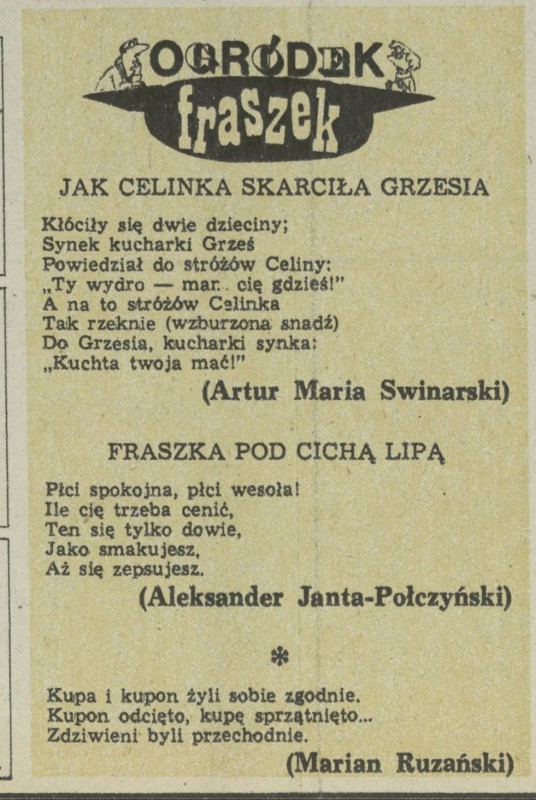 OGRÓDEK
fraszek
JAK CELINKA SKARCIŁA GRZESIA
Kłóciły się dwie dzieciny;
Synek kucharki Grześ
Powiedział do stróżów Celiny:
„Ty wydro — mam cię gdzieś!”
A na to stróżów Celinka
Tak rzeknie (wzburzona snadź)
Do Grzesia, kucharki synka:
„Kuchta twoja mać!”
(Artur Maria Swinarski)
FRASZKA POD CICHĄ LIPĄ
Płci spokojna, płci wesoła!
Ile cię trzeba cenić,
Ten się tylko dowie,
Jako smakujesz,
Aż się zepsujesz.
(Aleksander Janta-Połczyński)
*
Kupa i kupon żyli sobie zgodnie.
Kupon odcięto, kupę sprzątnięto...
Zdziwieni byli przechodnie.
(Marian Ruzański)